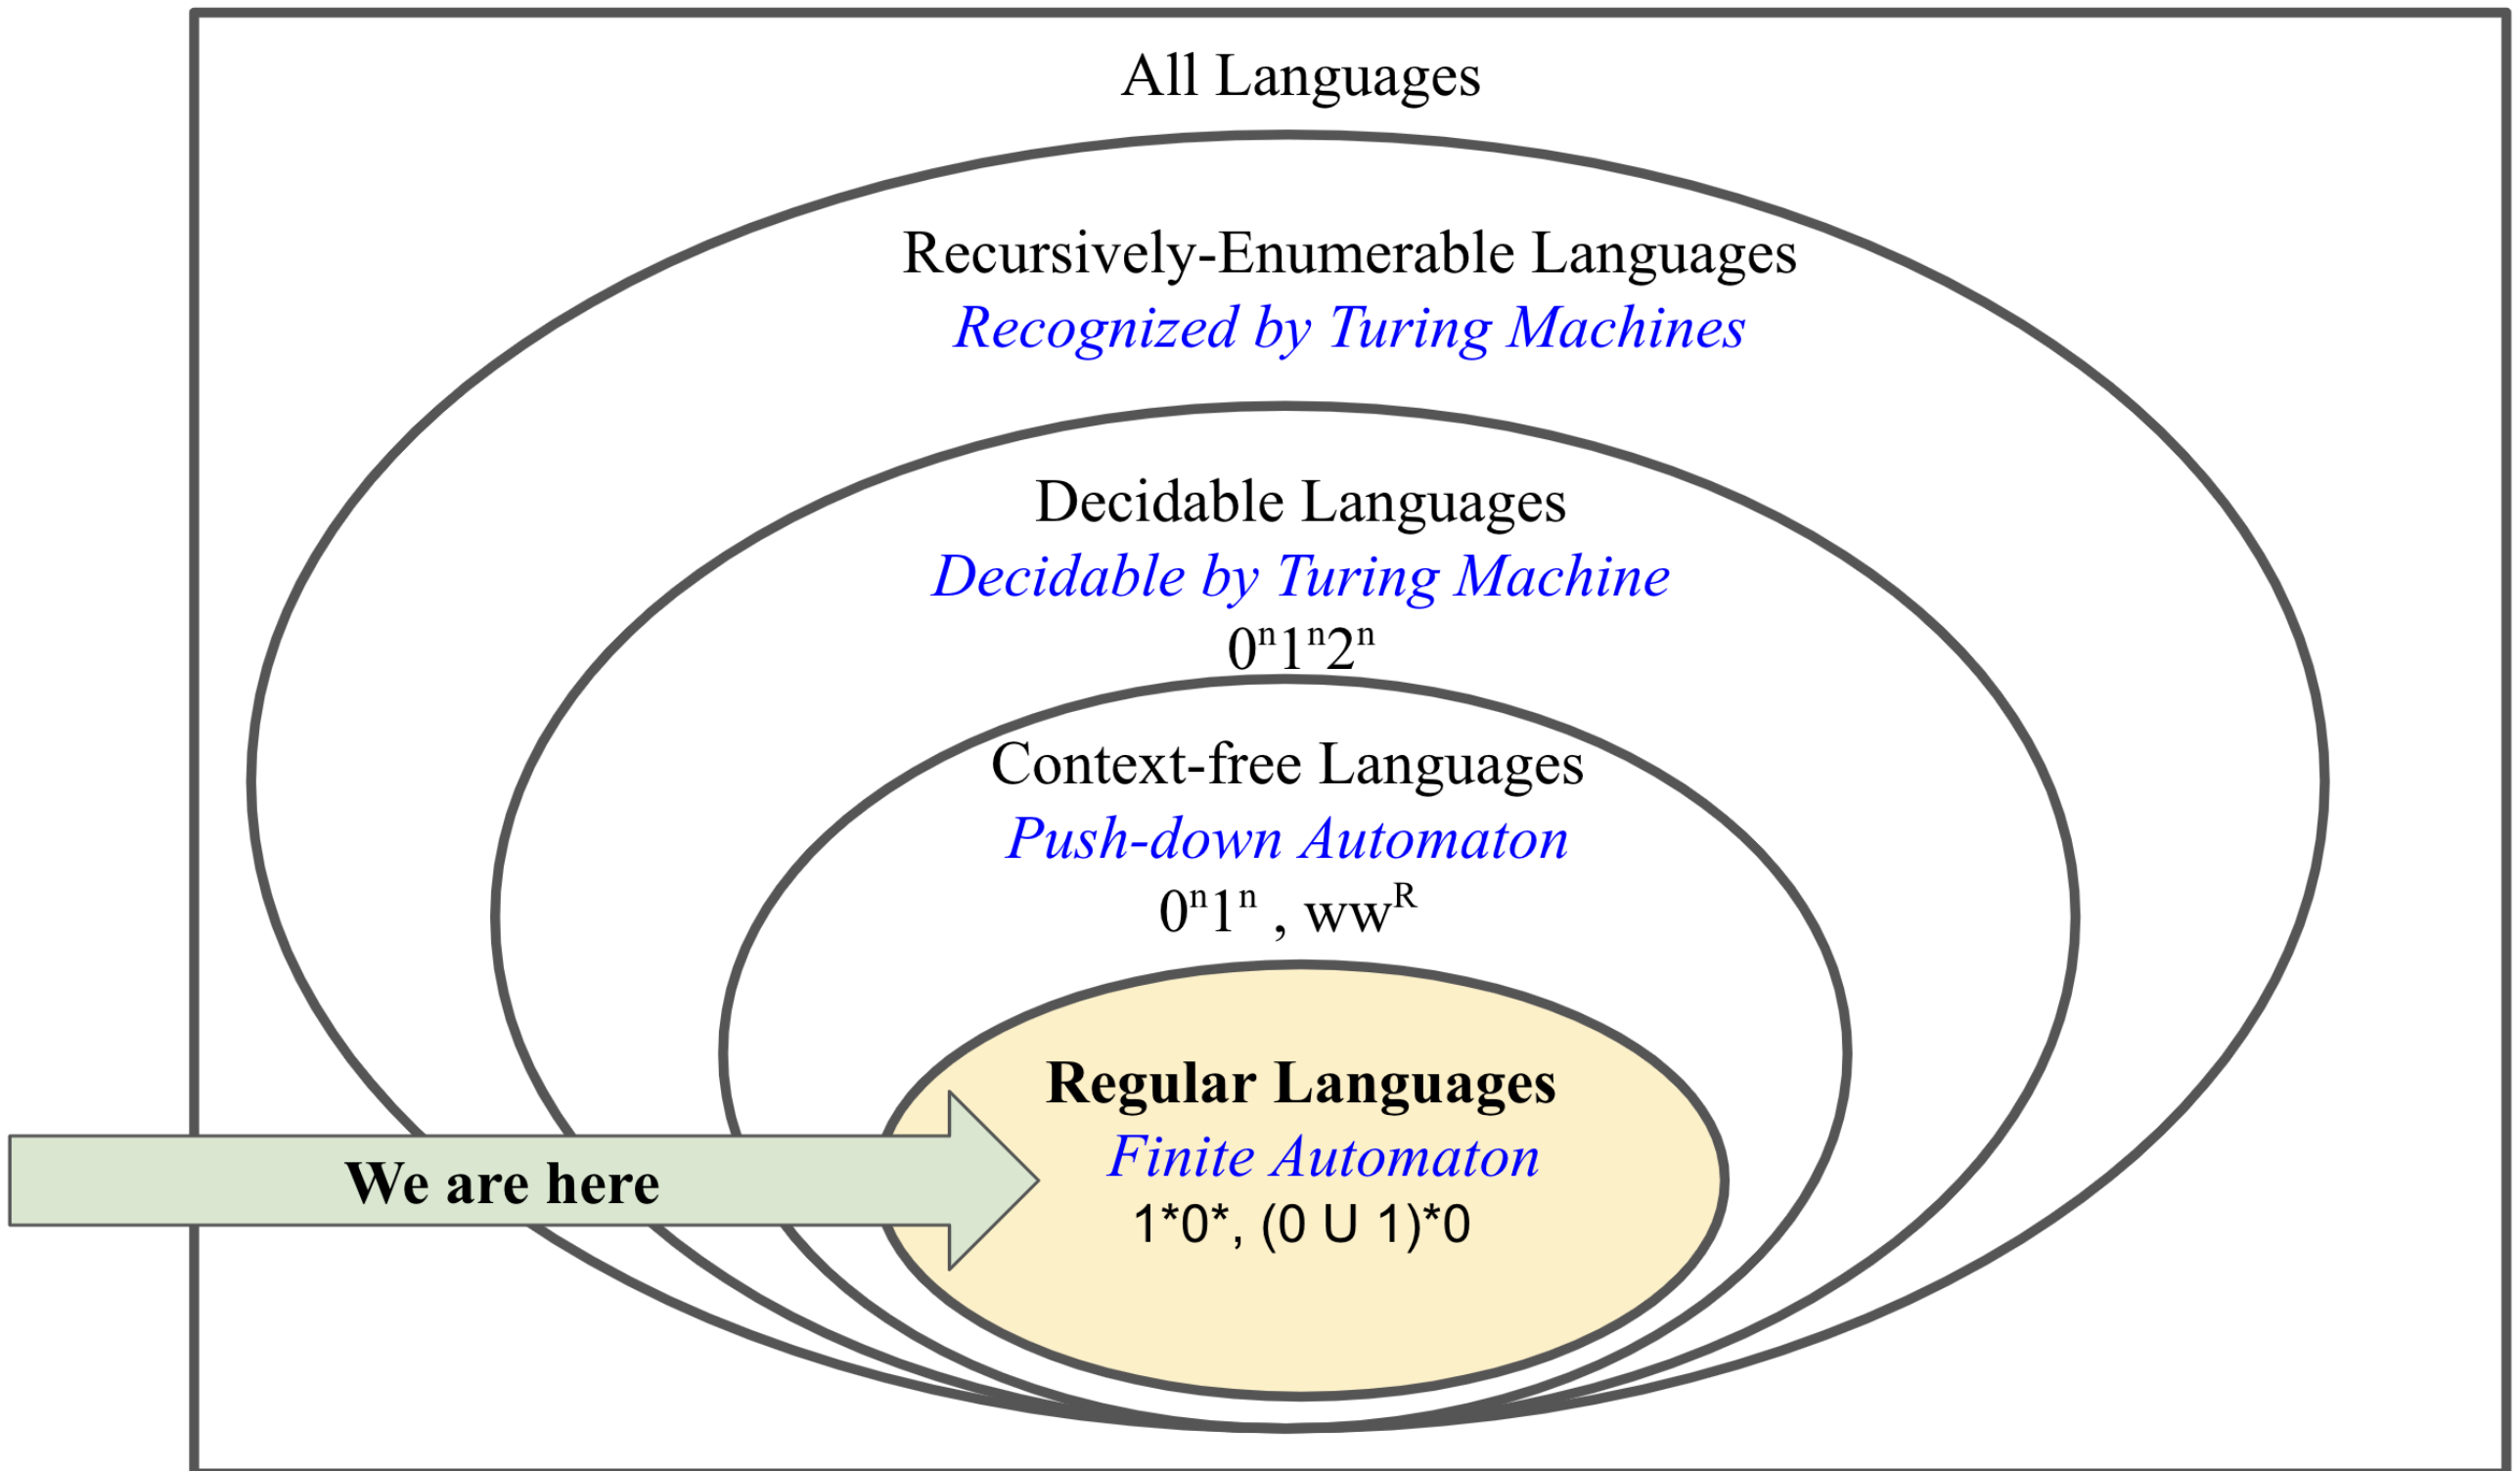 All Languages
Recursively-Enumerable Languages
Recognized by Turing Machines
Decidable Languages
Decidable by Turing Machine
0ⁿ1ⁿ2ⁿ
Context-free Languages
Push-down Automaton
0ⁿ1ⁿ , wwᴿ
Regular Languages
Finite Automaton
1*0*, (0 U 1)*0
We are here